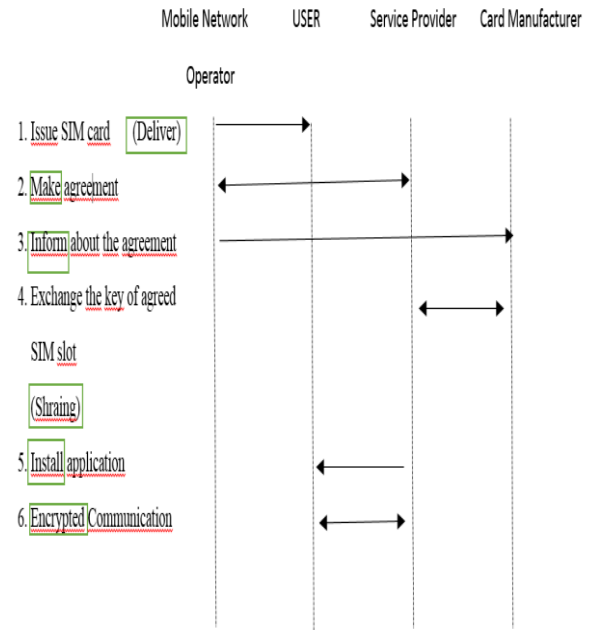 Mobile Network USER Service Provider Card Manufacturer
Operator
1. Issue SIM card (Deliver)
2. Make agreement
3. Inform about the agreement
4. Exchange the key of agreed
SIM slot
(Shraing)
5. Install application
6. Encrypted Communication